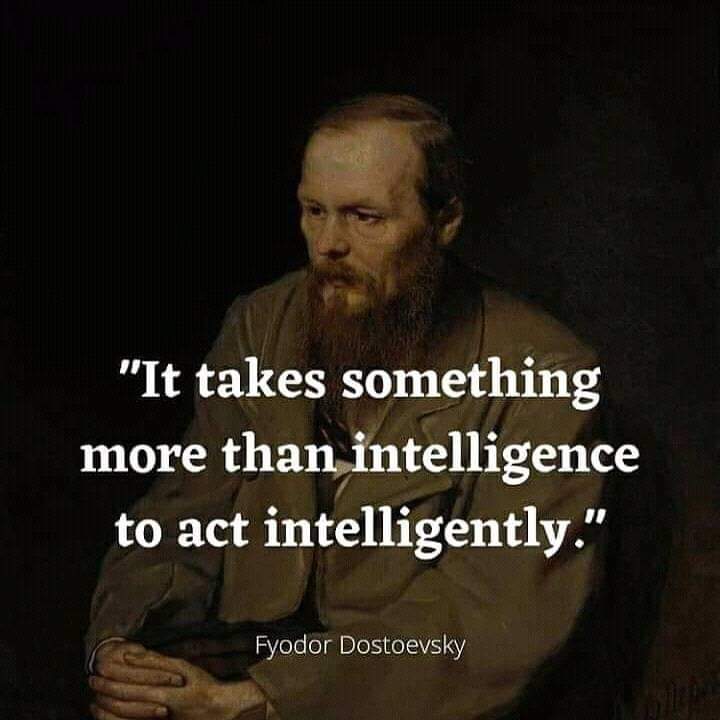 "It takes something
more than intelligence
to act intelligently."
Fyodor Dostoevsky